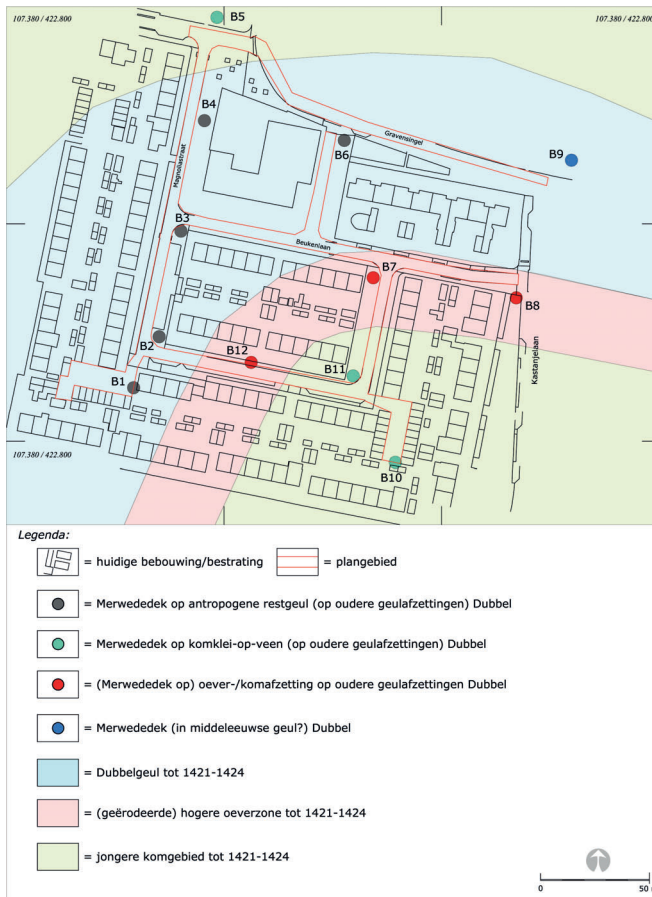 107.380 / 422.800
B5
107.380 / 422.800
B4
Magnoliastraat
Gravensingel
B6
B9
B3
Beukenlaan
B7
B8
B2
B12
B11
Kastanjelaan
B1
107.380 / 422.800
107.380 / 422.800
B10
Legenda:
= huidige bebouwing/bestrating
= plangebied
= Merwededek op antropogene restgeul (op oudere geulafzettingen) Dubbel
= Merwededek op komklei-op-veen (op oudere geulafzettingen) Dubbel
= (Merwededek op) oever-/komafzetting op oudere geulafzettingen Dubbel
= Merwededek (in middeleeuwse geul?) Dubbel
= Dubbelgeul tot 1421-1424
= (geërodeerde) hogere oeverzone tot 1421-1424
= jongere komgebied tot 1421-1424
0
50